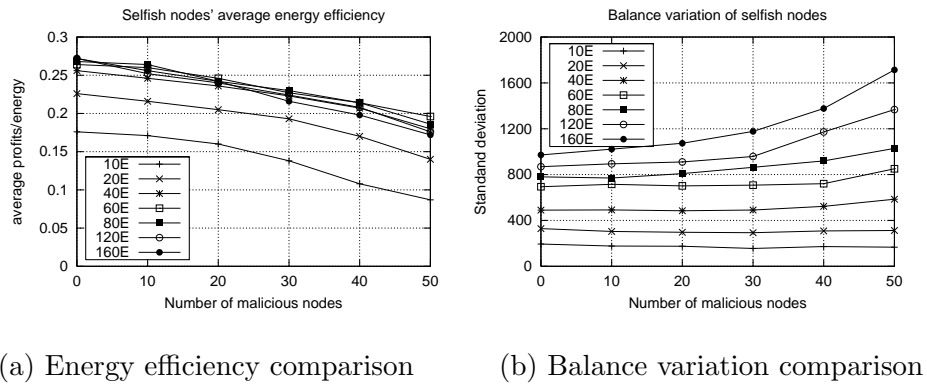 Selfish nodes' average energy efficiency
average profits/energy
0.3
0.25
0.2
0.15
0.1
0.05
0
10E
20E
40E
60E
80E
120E
160E
0 10 20 30 40 50
Number of malicious nodes
(a) Energy efficiency comparison
Balance variation of selfish nodes
Standand deviation
2000
1600
1200
800
400
0
10E
20E
40E
60E
80E
120E
160E
0 10 20 30 40 50
Number of malicious nodes
(b) Balance variation comparison